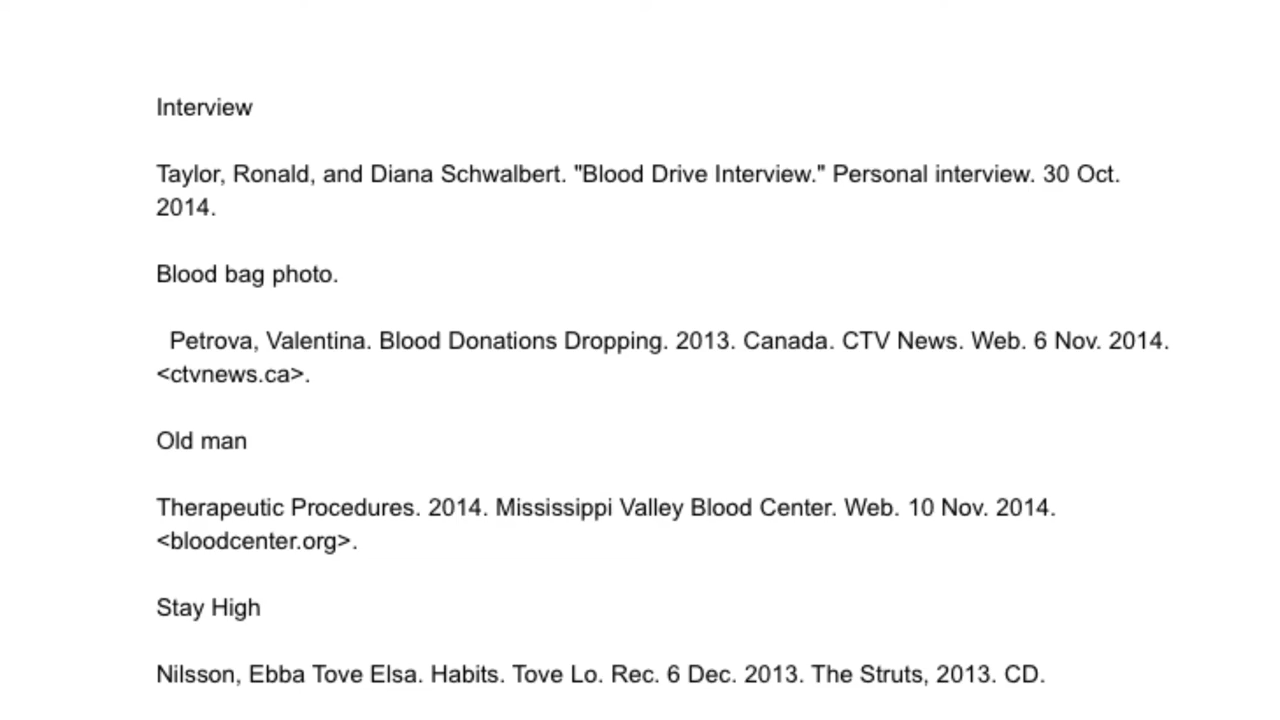 Interview
Taylor, Ronald, and Diana Schwalbert. "Blood Drive Interview." Personal interview. 30 Oct.
2014.
Blood bag photo.
Petrova, Valentina. Blood Donations Dropping. 2013. Canada. CTV News. Web. 6 Nov. 2014.
<ctvnews.ca>.
Old man
Therapeutic Procedures. 2014. Mississippi Valley Blood Center. Web. 10 Nov. 2014.
<bloodcenter.org>.
Stay High
Nilsson, Ebba Tove Elsa. Habits. Tove Lo. Rec. 6 Dec. 2013. The Struts, 2013. CD.